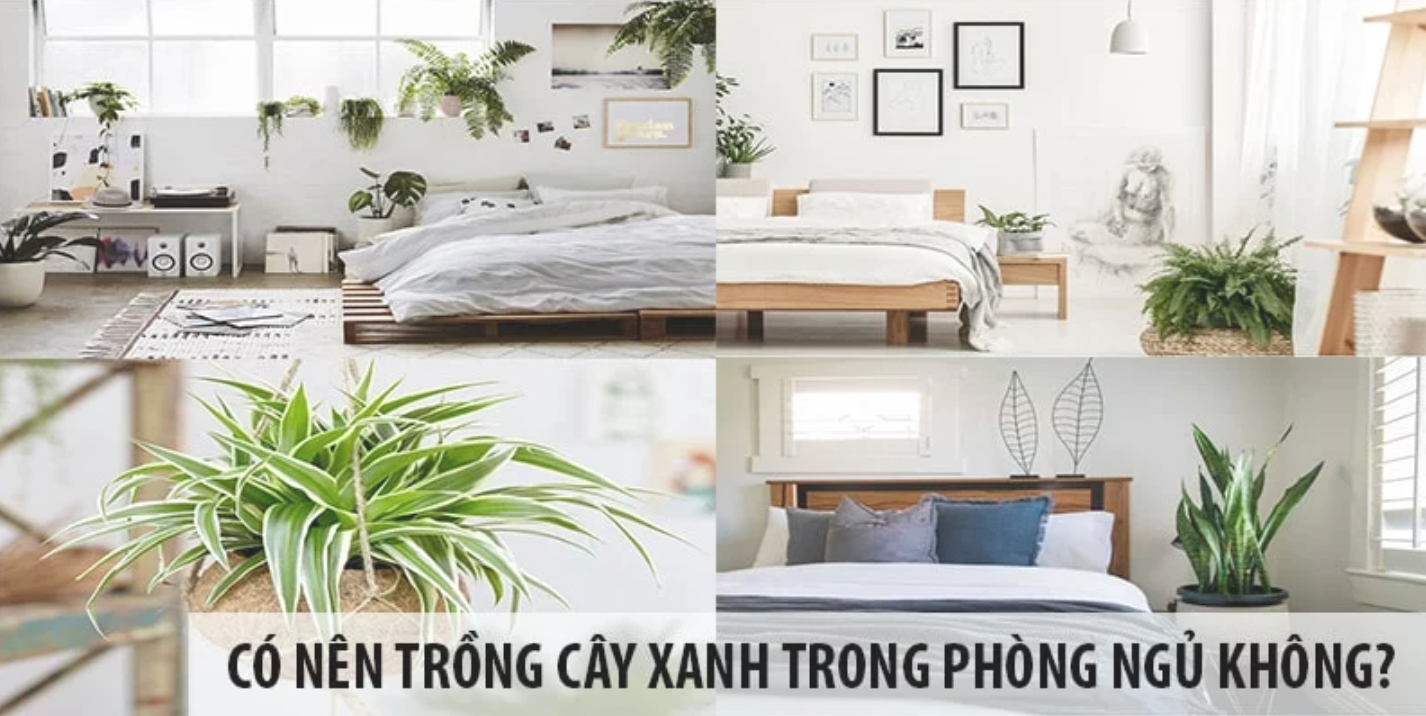 CÓ NÊN TRỒNG CÂY XANH TRONG PHÒNG NGỦ KHÔNG?